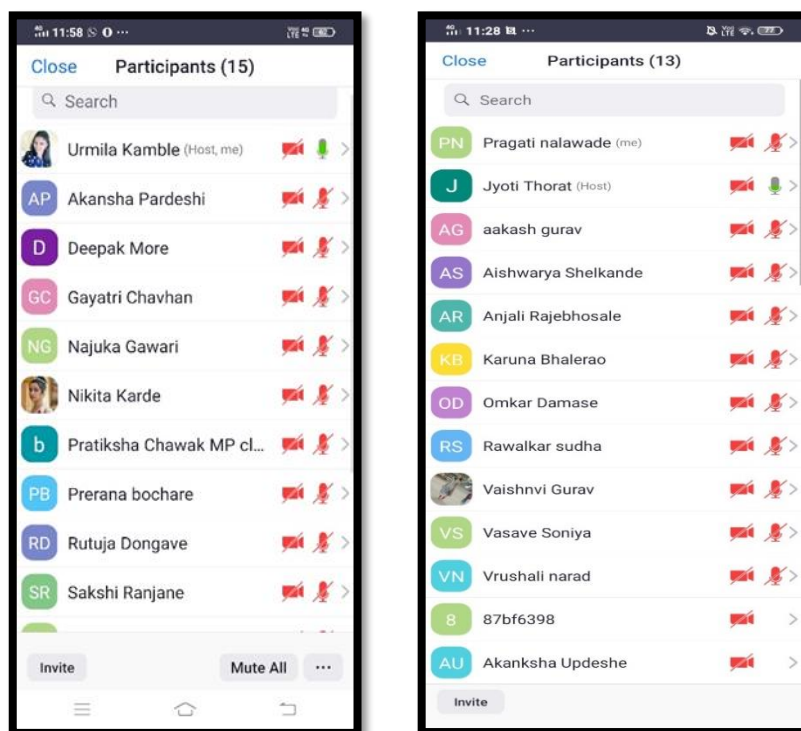 11:58
Close Participants (15)
Search
Urmila Kamble (Host, me)
AP Akansha Pardeshi
D Deepak More
GC Gayatri Chavhan
NG Najuka Gawari
Nikita Karde
b Pratiksha Chawak MP cl...
PB Prerana bochare
RD Rutuja Dongave
SR Sakshi Ranjane
Invite Mute All ...
11:28
Close Participants (13)
Search
PN Pragati nalawade (me)
J Jyoti Thorat (Host)
AG aakash gurav
AS Aishwarya Shelkande
AR Anjali Rajebhosale
KB Karuna Bhalerao
OD Omkar Damase
RS Rawalkar sudha
Vaishnvi Gurav
VS Vasave Soniya
VN Vrushali narad
8 87bf6398
AU Akanksha Updeshe
Invite